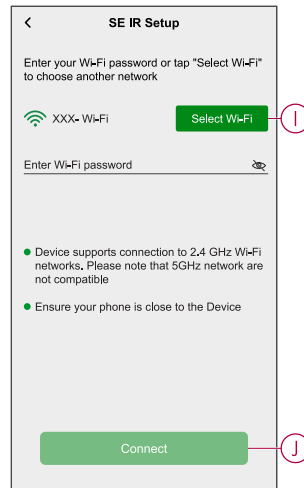 SE IR Setup
Enter your Wi-Fi password or tap "Select Wi-Fi"
to choose another network
XXX- Wi-Fi
Select Wi-Fi
I
Enter Wi-Fi password
Device supports connection to 2.4 GHz Wi-Fi
networks. Please note that 5GHz network are
not compatible
Ensure your phone is close to the Device
Connect
J